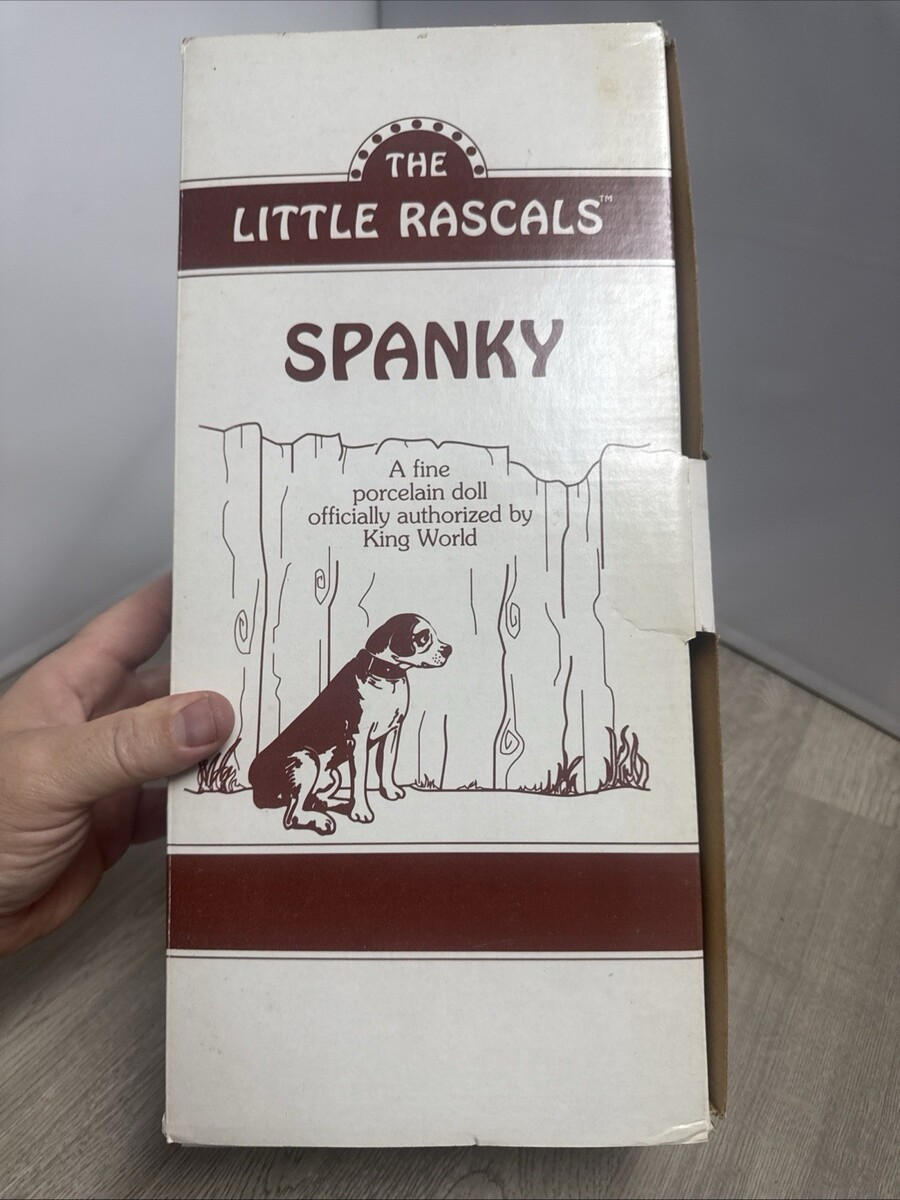 THE
LITTLE RASCALS™
SPANKY
A fine
porcelain doll
officially authorized by
King World